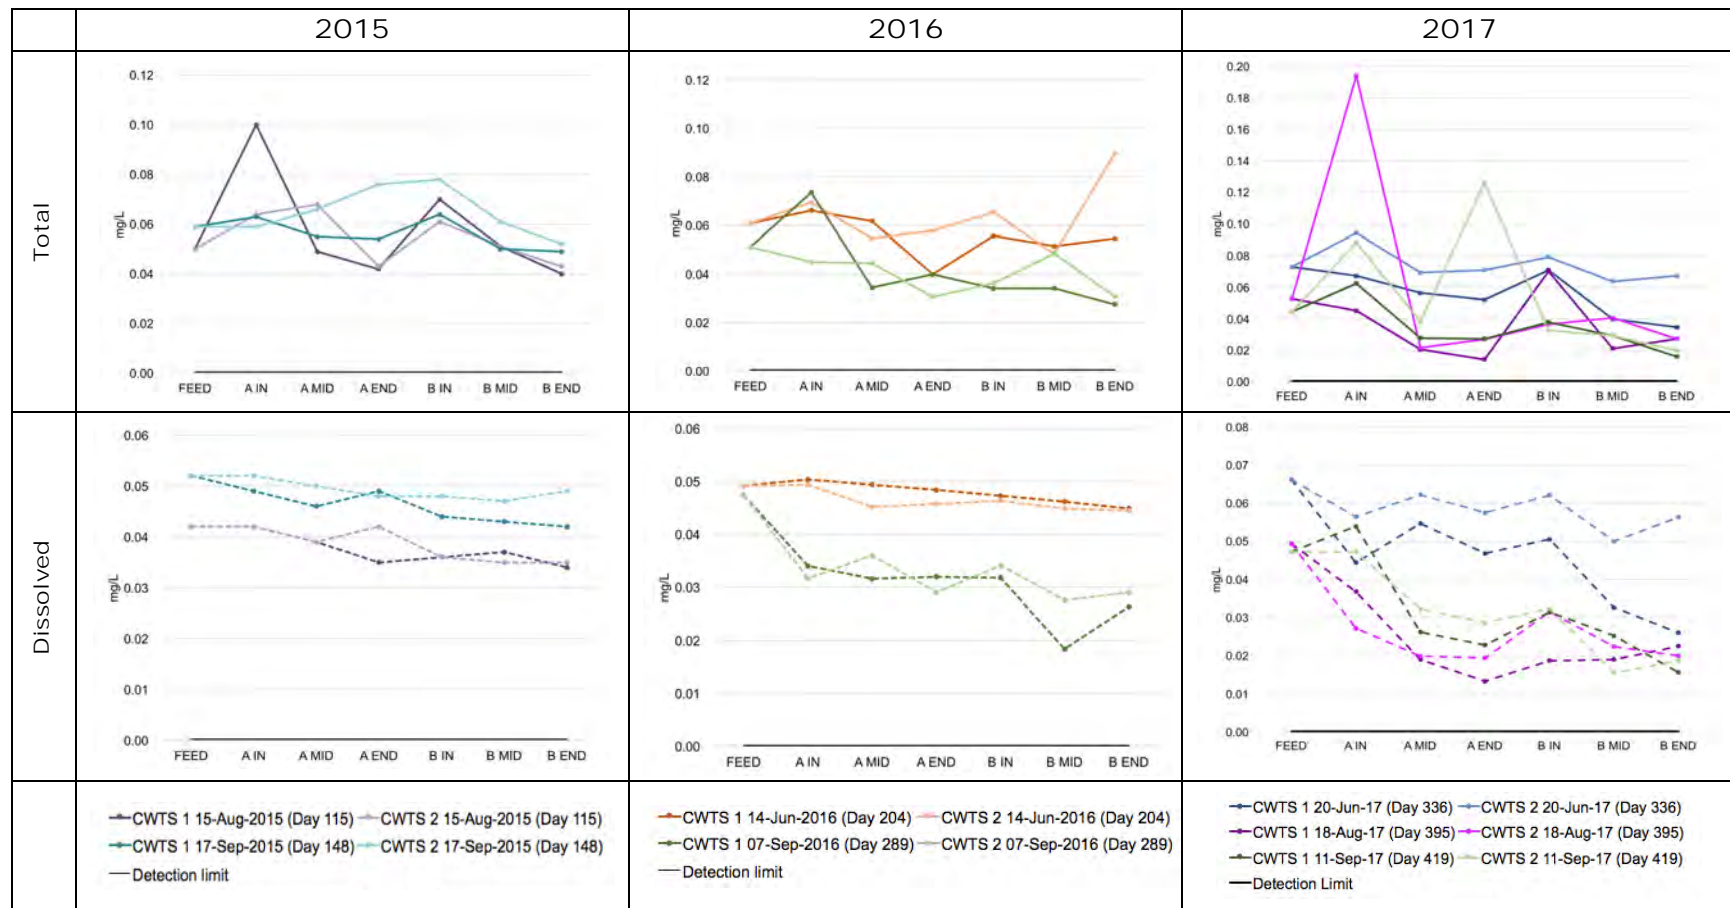 2015 2016 2017
Total
0.12
0.10
0.08
0.06
0.04
0.02
0.00
mg/L
FEED A IN A MID A END B IN B MID B END
0.12
0.10
0.08
0.06
0.04
0.02
0.00
mg/L
FEED A IN A MID A END B IN B MID B END
0.20
0.18
0.16
0.14
0.12
0.10
0.08
0.06
0.04
0.02
0.00
mg/L
FEED A IN A MID A END B IN B MID B END
Dissolved
0.06
0.05
0.04
0.03
0.02
0.01
0.00
mg/L
FEED A IN A MID A END B IN B MID B END
0.06
0.05
0.04
0.03
0.02
0.01
0.00
mg/L
FEED A IN A MID A END B IN B MID B END
0.08
0.07
0.06
0.05
0.04
0.03
0.02
0.01
0.00
mg/L
FEED A IN A MID A END B IN B MID B END
CWTS 1 15-Aug-2015 (Day 115) CWTS 2 15-Aug-2015 (Day 115)
CWTS 1 17-Sep-2015 (Day 148) CWTS 2 17-Sep-2015 (Day 148)
Detection limit
CWTS 1 14-Jun-2016 (Day 204) CWTS 2 14-Jun-2016 (Day 204)
CWTS 1 07-Sep-2016 (Day 289) CWTS 2 07-Sep-2016 (Day 289)
Detection limit
CWTS 1 20-Jun-17 (Day 336) CWTS 2 20-Jun-17 (Day 336)
CWTS 1 18-Aug-17 (Day 395) CWTS 2 18-Aug-17 (Day 395)
CWTS 1 11-Sep-17 (Day 419) CWTS 2 11-Sep-17 (Day 419)
Detection Limit